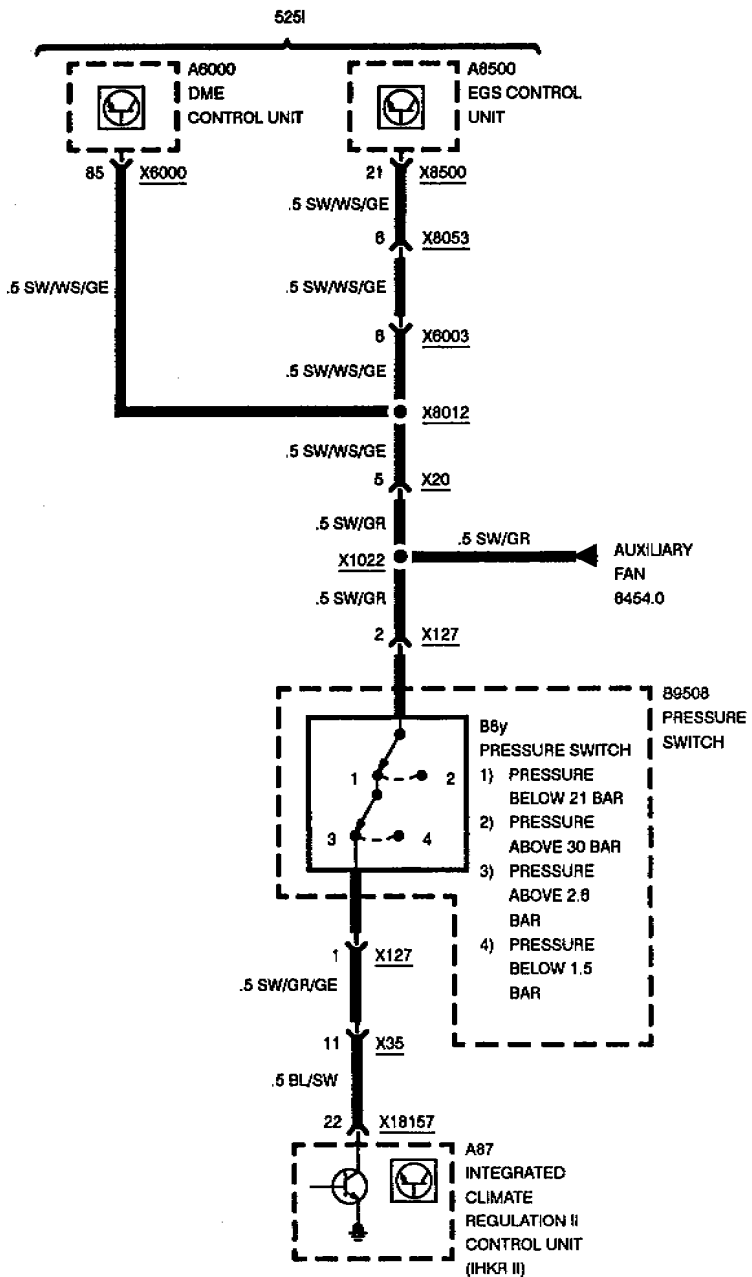 525I
A6000
DME
CONTROL UNIT
A8500
EGS CONTROL
UNIT
85 X6000
21 X8500
.5 SW/WS/GE
6 X8053
.5 SW/WS/GE
.5 SW/WS/GE
6 X6003
.5 SW/WS/GE
X8012
.5 SW/WS/GE
5 X20
.5 SW/GR
.5 SW/GR
X1022
AUXILIARY
FAN
6454.0
.5 SW/GR
2 X127
B9508
PRESSURE
SWITCH
B8y
PRESSURE SWITCH
1) PRESSURE
BELOW 21 BAR
2) PRESSURE
ABOVE 30 BAR
3) PRESSURE
ABOVE 2.8
BAR
4) PRESSURE
BELOW 1.5
BAR
1 2
3 4
1 X127
.5 SW/GR/GE
11 X35
.5 BL/SW
22 X18157
A87
INTEGRATED
CLIMATE
REGULATION II
CONTROL UNIT
(IHKR II)